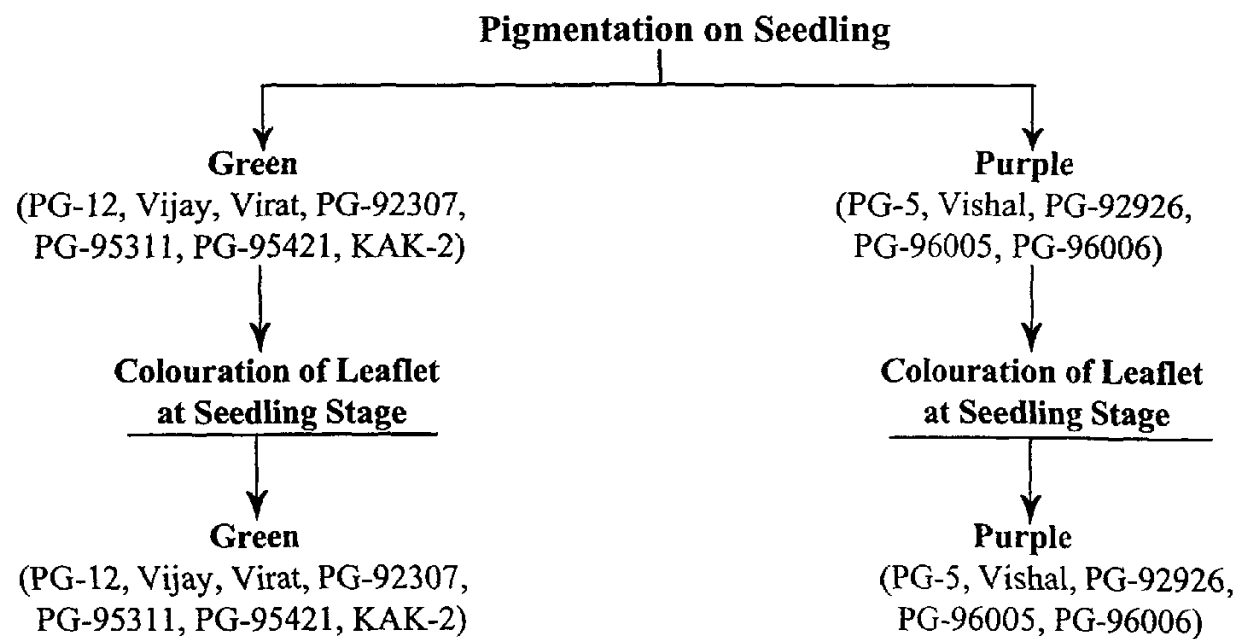 Pigmentation on Seedling
Green
(PG-12, Vijay, Virat, PG-92307,
PG-95311, PG-95421, KAK-2)
Purple
(PG-5, Vishal, PG-92926,
PG-96005, PG-96006)
Colouration of Leaflet
at Seedling Stage
Colouration of Leaflet
at Seedling Stage
Green
(PG-12, Vijay, Virat, PG-92307,
PG-95311, PG-95421, KAK-2)
Purple
(PG-5, Vishal, PG-92926,
PG-96005, PG-96006)